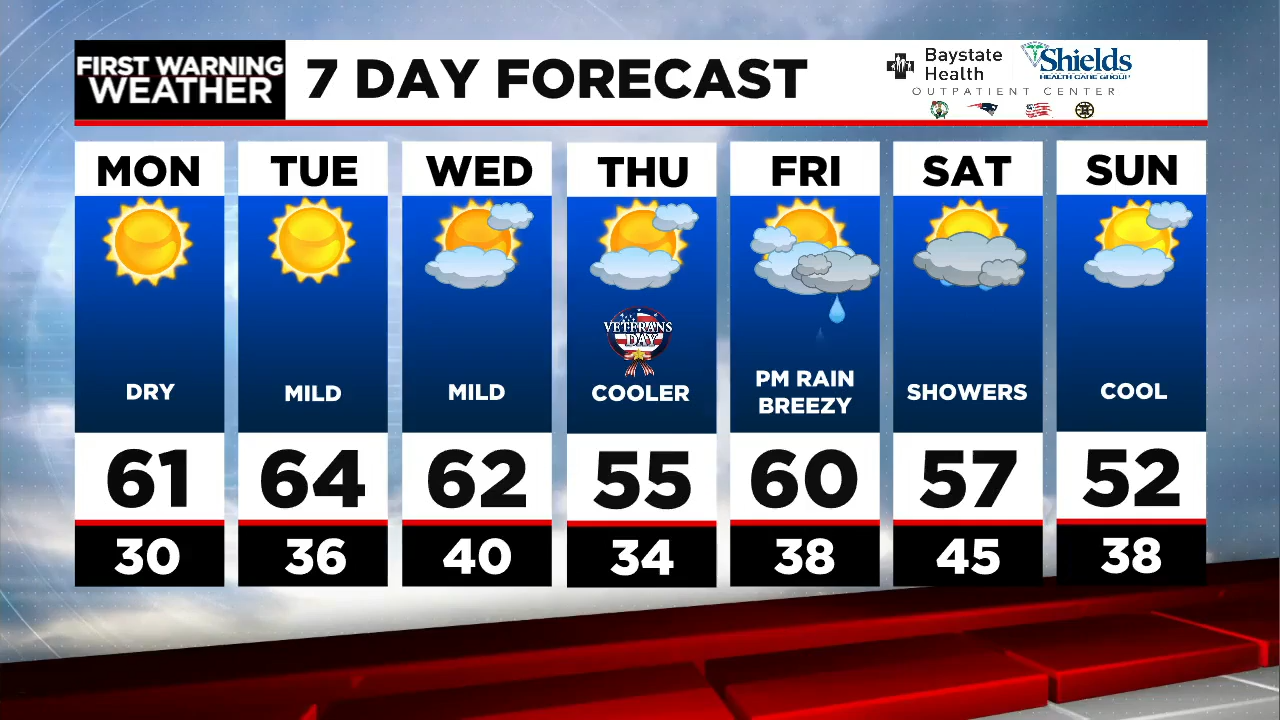 FIRST WARNING
WEATHER
7 DAY FORECAST
Baystate
Health
Shields
HEALTH CARE GROUP
OUTPATIENT CENTER
MON
TUE
WED
THU
FRI
SAT
SUN
VETERANS
DAY
DRY
MILD
MILD
COOLER
PM RAIN
BREEZY
SHOWERS
COOL
61
64
62
55
60
57
52
30
36
40
34
38
45
38